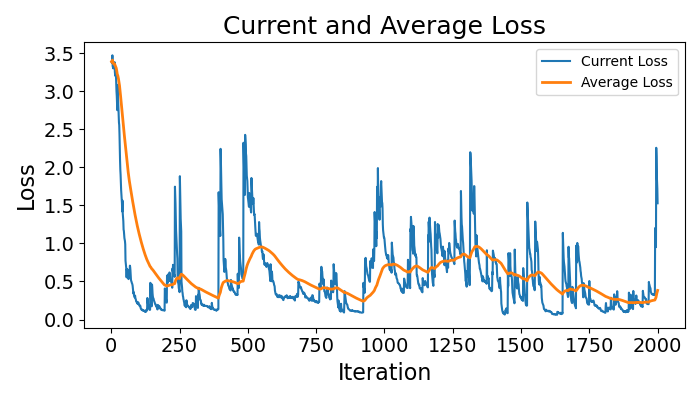 Current and Average Loss
Current Loss
Average Loss
Loss
3.5
3.0
2.5
2.0
1.5
1.0
0.5
0.0
0 250 500 750 1000 1250 1500 1750 2000
Iteration